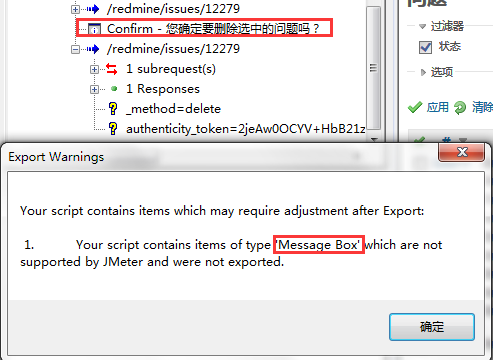 /redmine/issues/12279
Confirm - 您确定要删除选中的问题吗？
/redmine/issues/12279
1 subrequest(s)
1 Responses
_method=delete
authenticity_token=2jeAw0OCYV+HbB21z
过滤器
状态
选项
应用 清除
Export Warnings
Your script contains items which may require adjustment after Export:
1. Your script contains items of type 'Message Box' which are not
supported by JMeter and were not exported.
确定